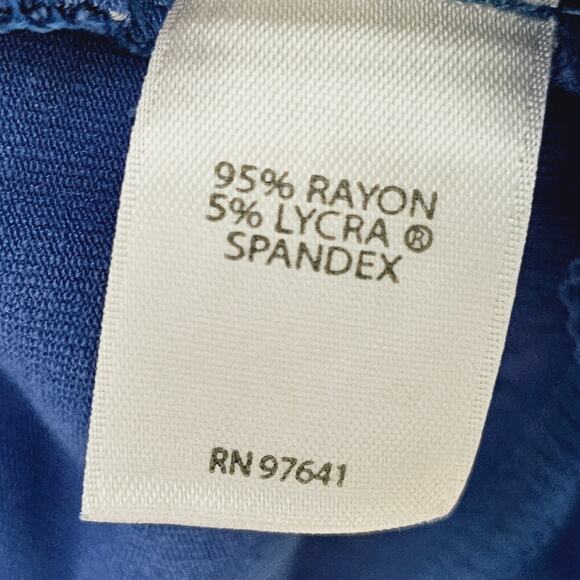 95% RAYON
5% LYCRA ®
SPANDEX
RN 97641